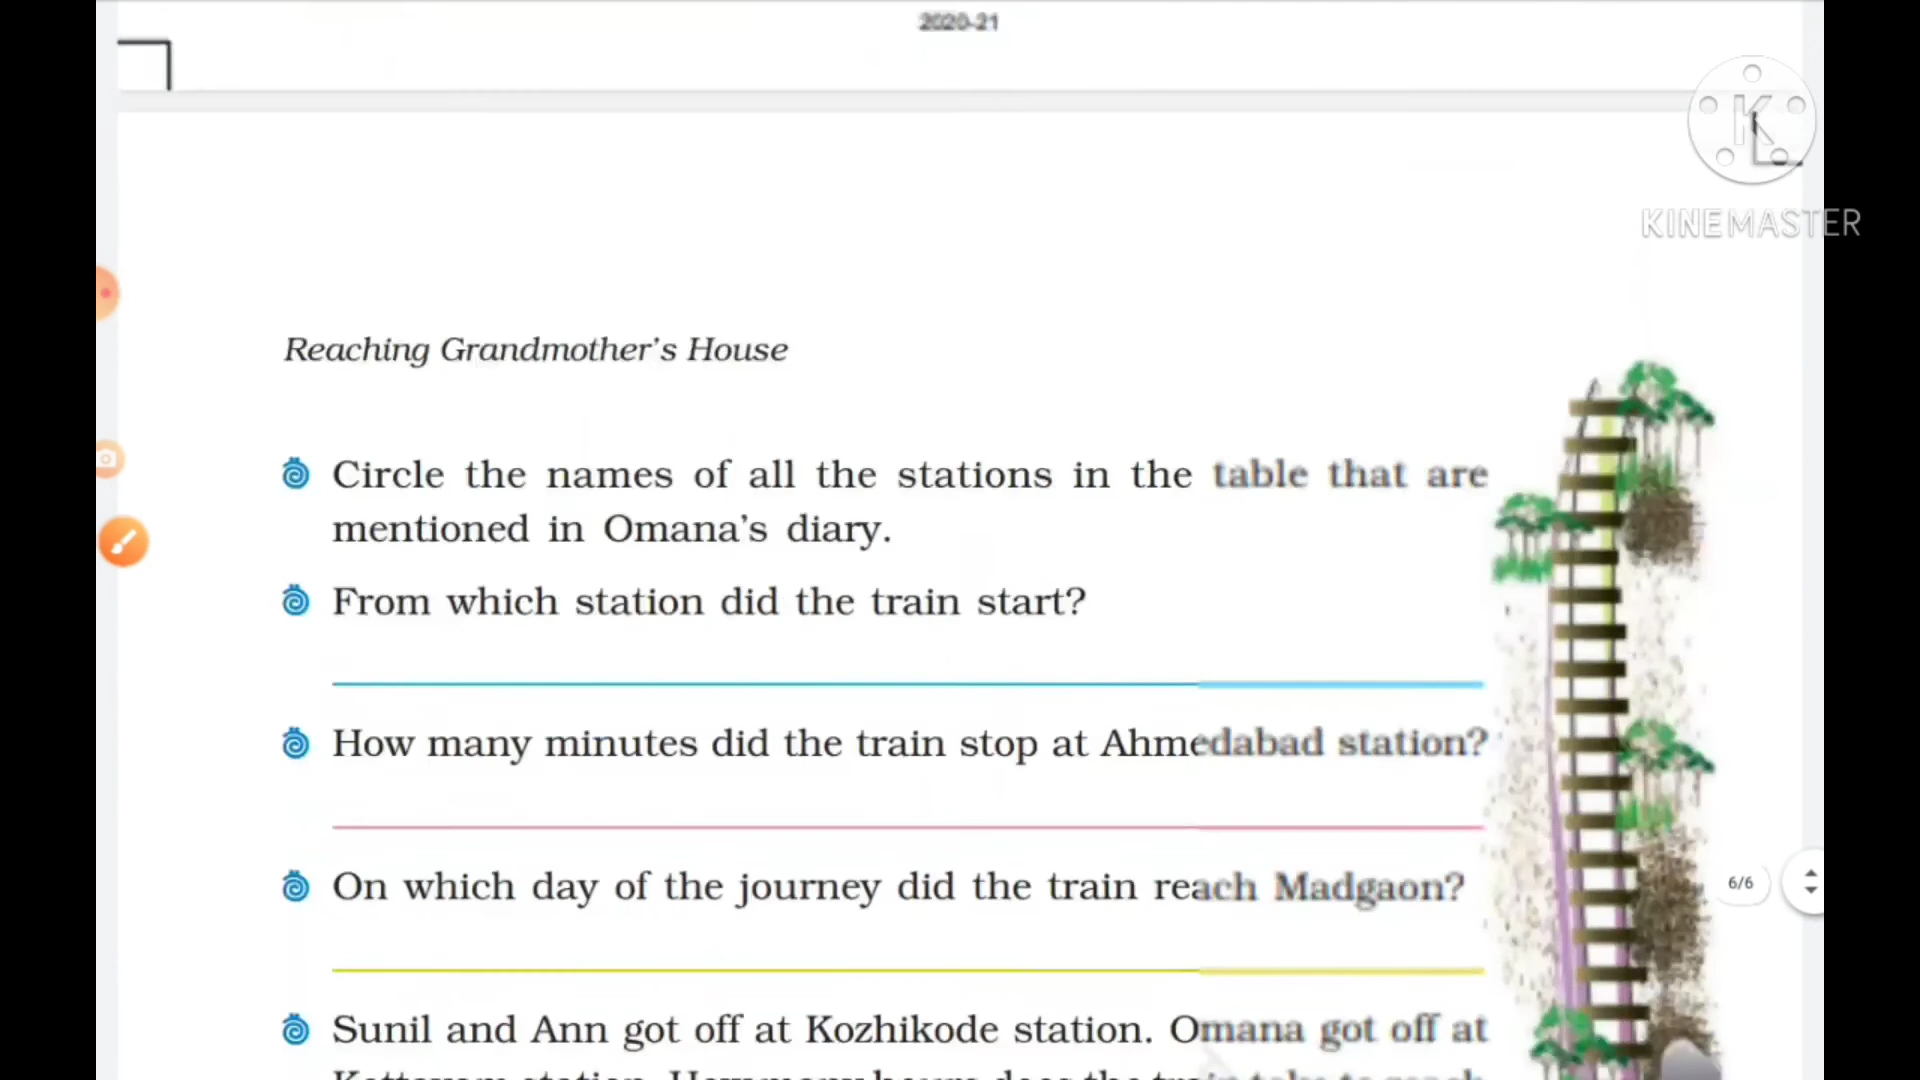 2020-21
KINEMASTER
Reaching Grandmother's House
Circle the names of all the stations in the table that are
mentioned in Omana's diary.
From which station did the train start?
How many minutes did the train stop at Ahmedabad station?
On which day of the journey did the train reach Madgaon?
6/6
Sunil and Ann got off at Kozhikode station. Omana got off at